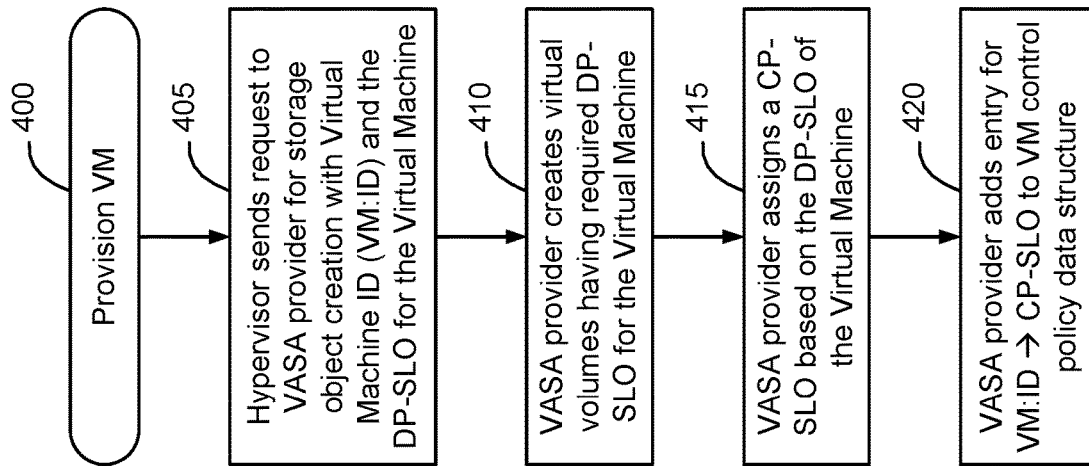 400
Provision VM
405
Hypervisor sends request to
VASA provider for storage
object creation with Virtual
Machine ID (VM:ID) and the
DP-SLO for the Virtual Machine
410
VASA provider creates virtual
volumes having required DP-
SLO for the Virtual Machine
415
VASA provider assigns a CP-
SLO based on the DP-SLO of
the Virtual Machine
420
VASA provider adds entry for
VM:ID → CP-SLO to VM control
policy data structure